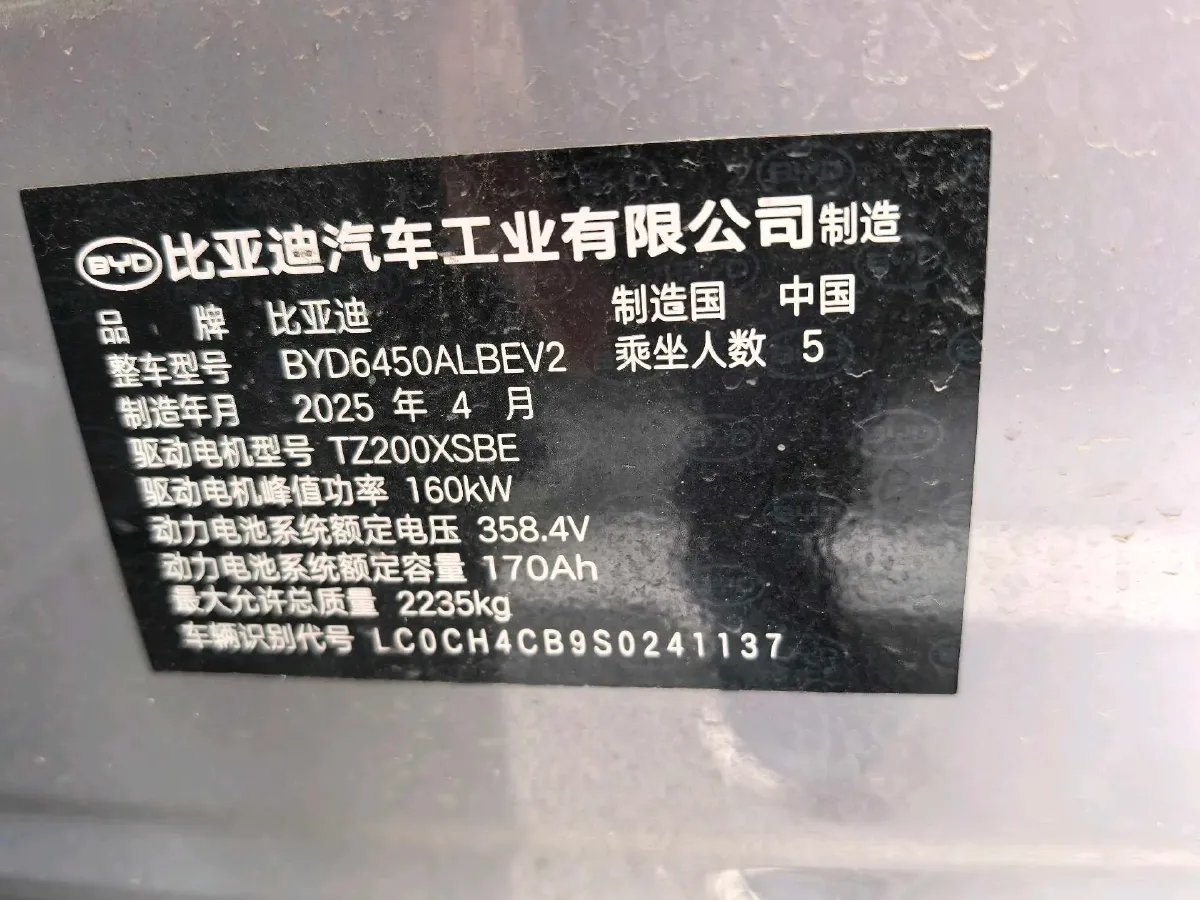 BYD 比亚迪汽车工业有限公司制造
品 牌 比亚迪 制造国 中国
整车型号 BYD6450ALBEV2 乘坐人数 5
制造年月 2025 年 4 月
驱动电机型号 TZ200XSBE
驱动电机峰值功率 160kW
动力电池系统额定电压 358.4V
动力电池系统额定容量 170Ah
最大允许总质量 2235kg
车辆识别代号 LC0CH4CB9S0241137